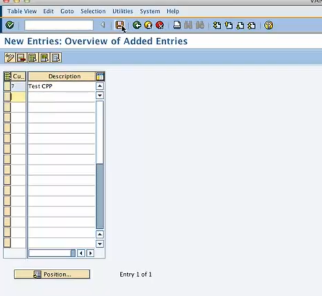 Table View Edit Goto Selection Utilities System Help
New Entries: Overview of Added Entries
Cu.. Description
? Test CPP
Position...
Entry 1 of 1